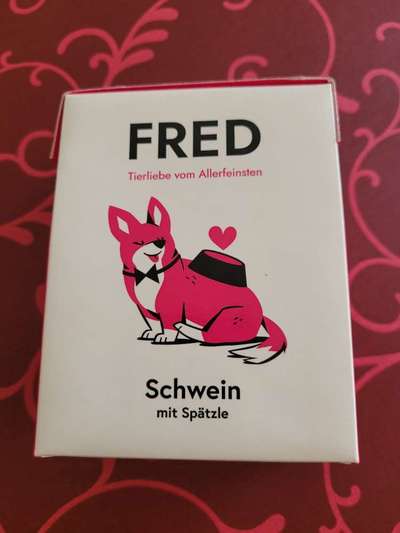 FRED
Tierliebe vom Allerfeinsten
Schwein
mit Spätzle